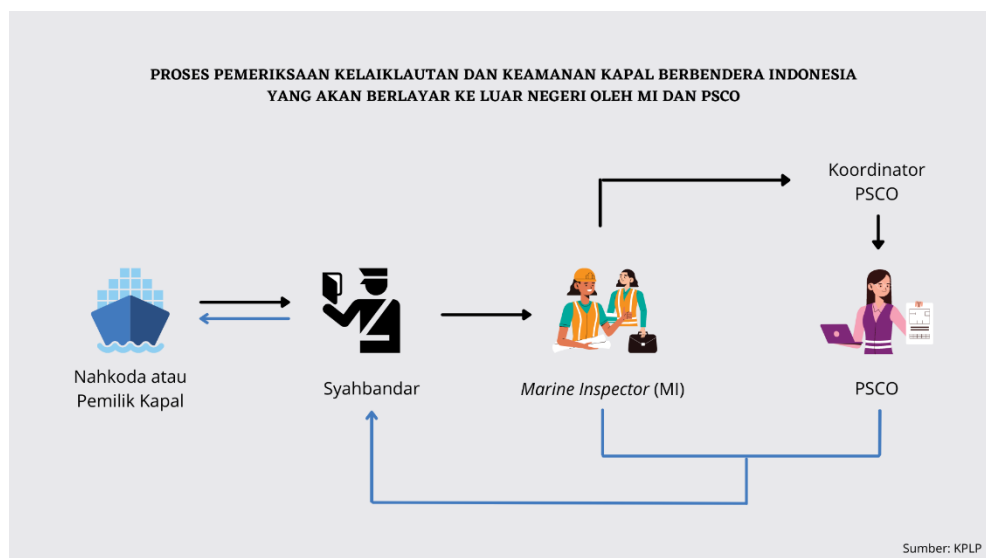 PROSES PEMERIKSAAN KELAIKLAUTAN DAN KEAMANAN KAPAL BERBENDERA INDONESIA
YANG AKAN BERLAYAR KE LUAR NEGERI OLEH MI DAN PSCO
Koordinator
PSCO
Nahkoda atau
Pemilik Kapal
Syahbandar
Marine Inspector (MI)
PSCO
Sumber: KPLP